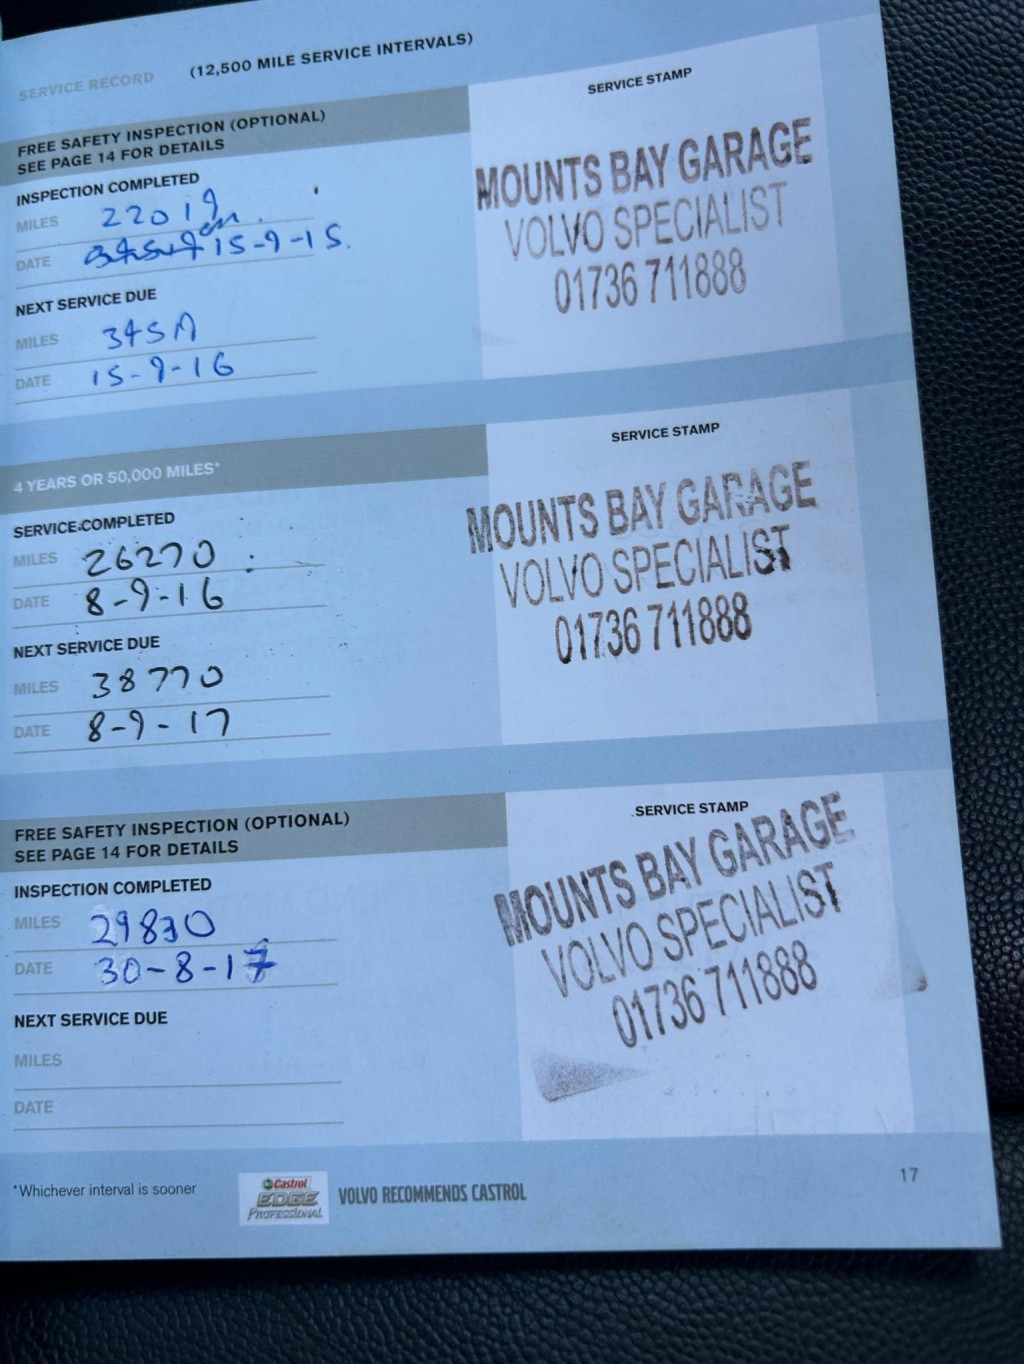 SERVICE RECORD (12,500 MILE SERVICE INTERVALS)
FREE SAFETY INSPECTION (OPTIONAL)
SEE PAGE 14 FOR DETAILS
INSPECTION COMPLETED
MILES 22019
DATE 15-9-15.
NEXT SERVICE DUE
MILES 345
DATE 15-9-16
SERVICE STAMP
MOUNTS BAY GARAGE
VOLVO SPECIALIST
01736 711888
4 YEARS OR 50,000 MILES*
SERVICE COMPLETED
MILES 26270
DATE 8-9-16
NEXT SERVICE DUE
MILES 38770
DATE 8-9-17
SERVICE STAMP
MOUNTS BAY GARAGE
VOLVO SPECIALIST
01736 711888
FREE SAFETY INSPECTION (OPTIONAL)
SEE PAGE 14 FOR DETAILS
INSPECTION COMPLETED
MILES 29830
DATE 30-8-17
NEXT SERVICE DUE
MILES
DATE
SERVICE STAMP
MOUNTS BAY GARAGE
VOLVO SPECIALIST
01736 711888
*Whichever interval is sooner
Castrol
EDGE
PROFESSIONAL
VOLVO RECOMMENDS CASTROL
17